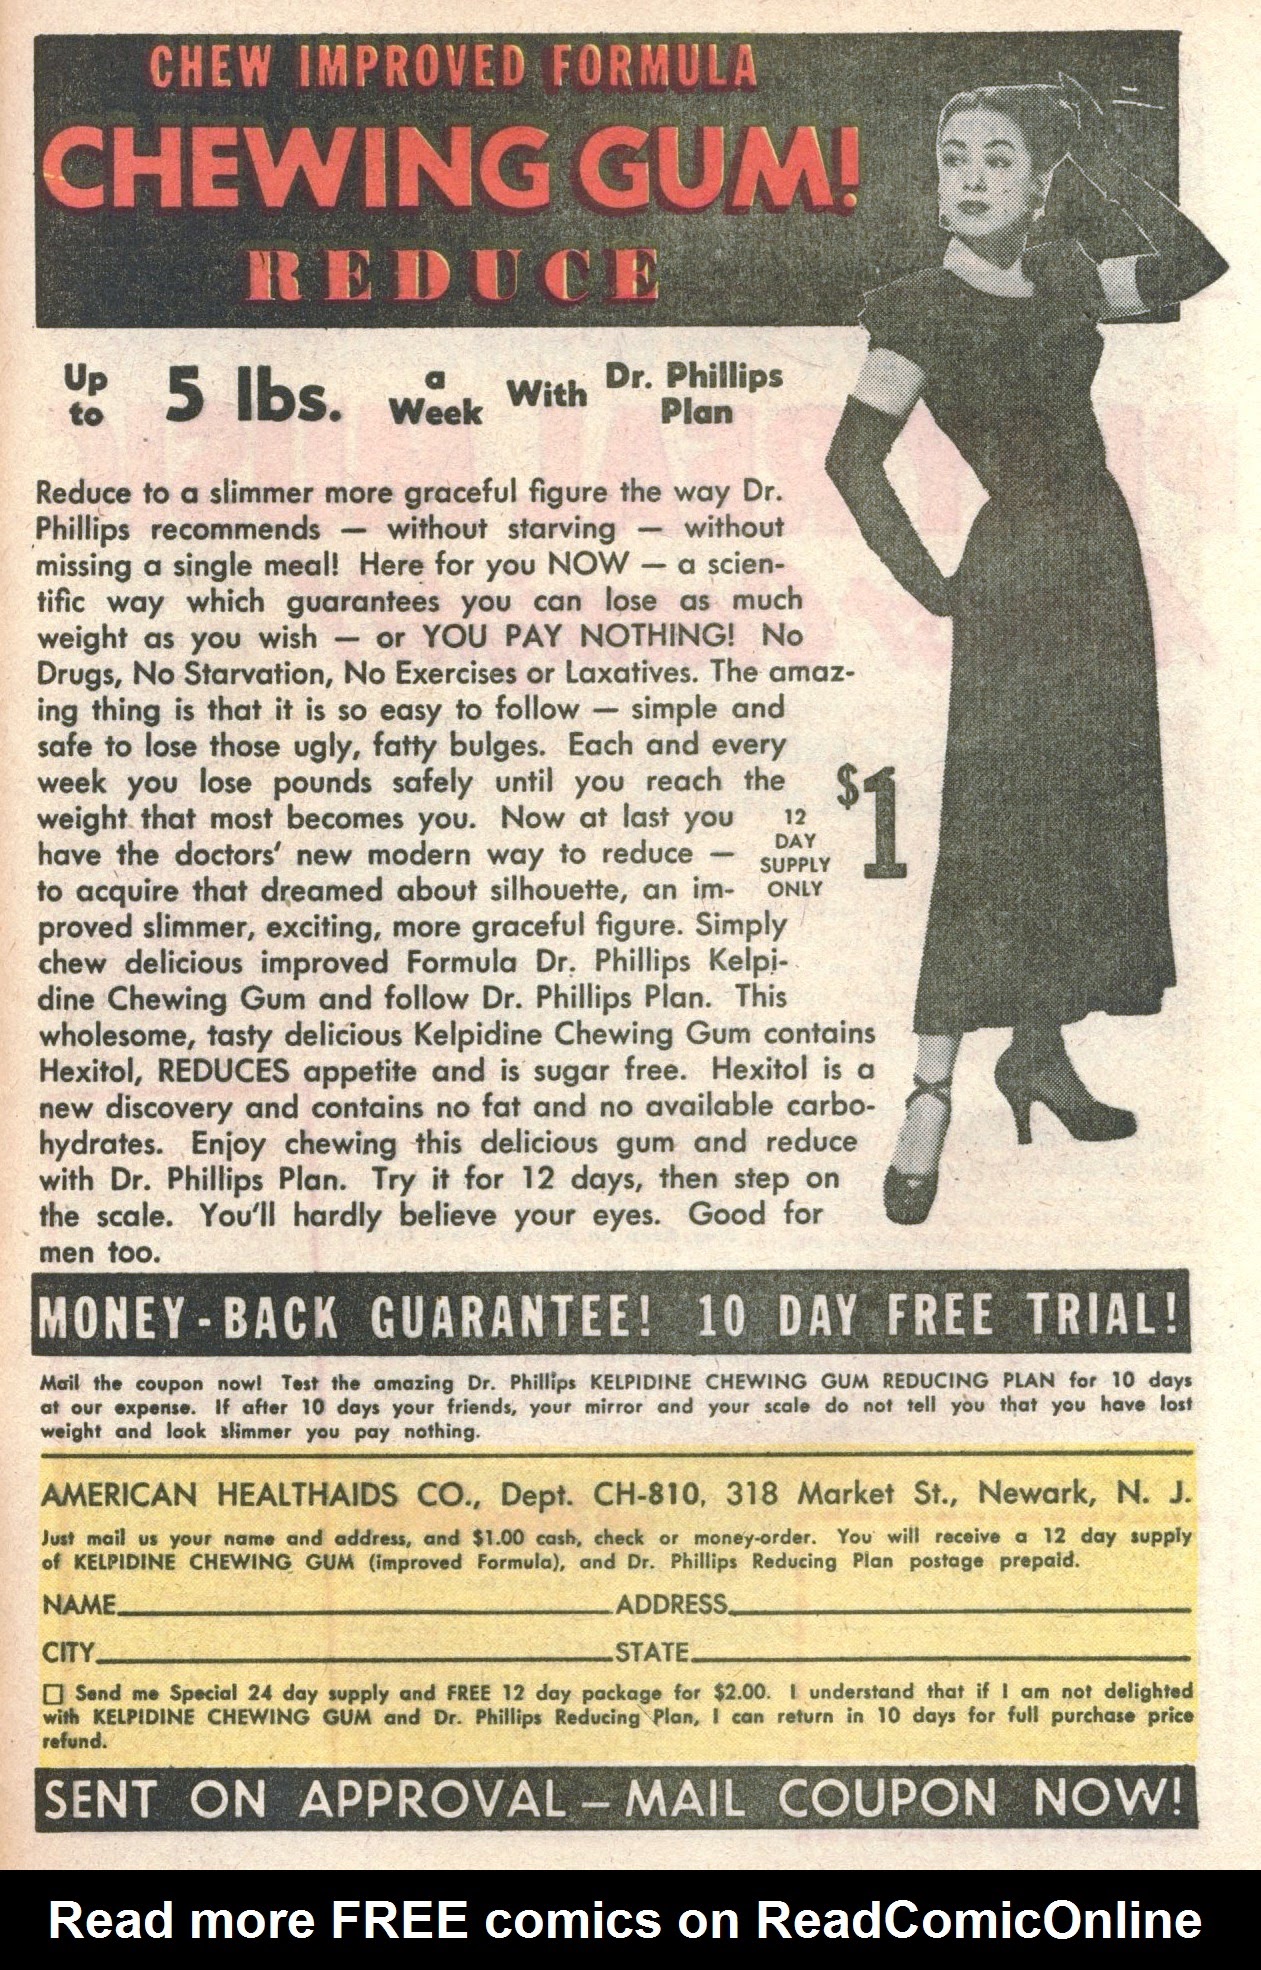 CHEW IMPROVED FORMULA
CHEWING GUM!
REDUCE
Up to 5 lbs. a Week With Dr. Phillips Plan
Reduce to a slimmer more graceful figure the way Dr.
Phillips recommends — without starving — without
missing a single meal! Here for you NOW — a scien-
tific way which guarantees you can lose as much
weight as you wish — or YOU PAY NOTHING! No
Drugs, No Starvation, No Exercises or Laxatives. The amaz-
ing thing is that it is so easy to follow — simple and
safe to lose those ugly, fatty bulges. Each and every
week you lose pounds safely until you reach the
weight that most becomes you. Now at last you
have the doctors' new modern way to reduce —
to acquire that dreamed about silhouette, an im-
proved slimmer, exciting, more graceful figure. Simply
chew delicious improved Formula Dr. Phillips Kelpi-
dine Chewing Gum and follow Dr. Phillips Plan. This
wholesome, tasty delicious Kelpidine Chewing Gum contains
Hexitol, REDUCES appetite and is sugar free. Hexitol is a
new discovery and contains no fat and no available carbo-
hydrates. Enjoy chewing this delicious gum and reduce
with Dr. Phillips Plan. Try it for 12 days, then step on
the scale. You'll hardly believe your eyes. Good for
men too.
12
DAY
SUPPLY
ONLY
$1
MONEY-BACK GUARANTEE! 10 DAY FREE TRIAL!
Mail the coupon now! Test the amazing Dr. Phillips KELPIDINE CHEWING GUM REDUCING PLAN for 10 days
at our expense. If after 10 days your friends, your mirror and your scale do not tell you that you have lost
weight and look slimmer you pay nothing.
AMERICAN HEALTHAIDS CO., Dept. CH-810, 318 Market St., Newark, N. J.
Just mail us your name and address, and $1.00 cash, check or money-order. You will receive a 12 day supply
of KELPIDINE CHEWING GUM (improved Formula), and Dr. Phillips Reducing Plan postage prepaid.
NAME ADDRESS
CITY STATE
□ Send me Special 24 day supply and FREE 12 day package for $2.00. I understand that if I am not delighted
with KELPIDINE CHEWING GUM and Dr. Phillips Reducing Plan, I can return in 10 days for full purchase price
refund.
SENT ON APPROVAL – MAIL COUPON NOW!
Read more FREE comics on ReadComicOnline